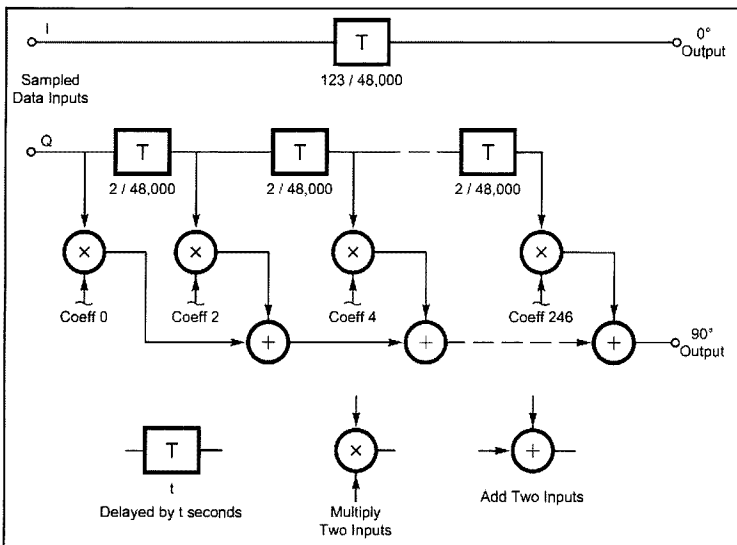 I
T
0°
Output
123 / 48,000
Sampled
Data Inputs
Q
T
T
T
2 / 48,000
2 / 48,000
2 / 48,000
×
×
×
×
Coeff 0
Coeff 2
Coeff 4
Coeff 246
+
+
+
90°
Output
T
×
+
t
Delayed by t seconds
Multiply
Two Inputs
Add Two Inputs